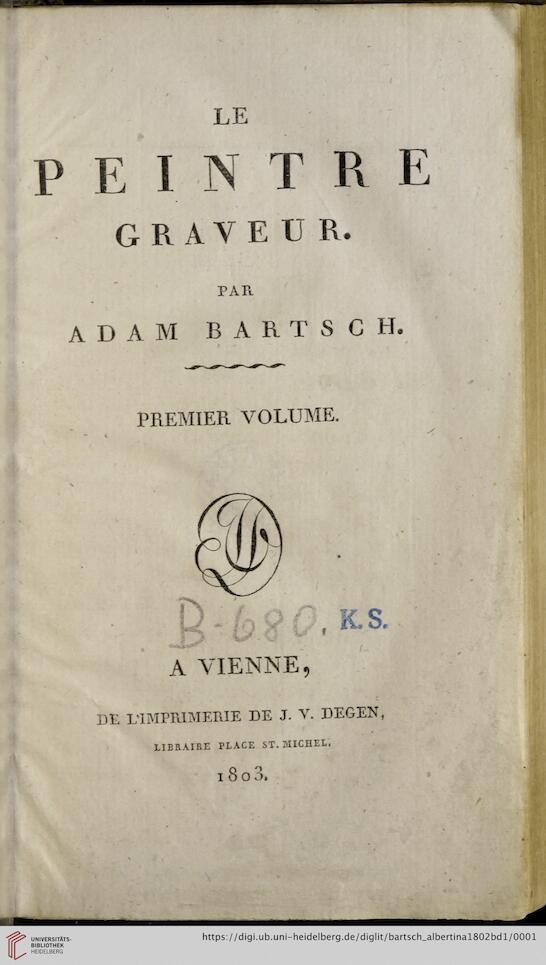 LE
PEINTRE
GRAVEUR.
PAR
ADAM BARTSCH.
PREMIER VOLUME.
B-680. K.S.
A VIENNE,
DE L'IMPRIMERIE DE J. V. DEGEN,
LIBRAIRE PLACE ST. MICHEL.
1803.
UNIVERSITÄTS-
BIBLIOTHEK
HEIDELBERG
https://digi.ub.uni-heidelberg.de/diglit/bartsch_albertina1802bd1/0001